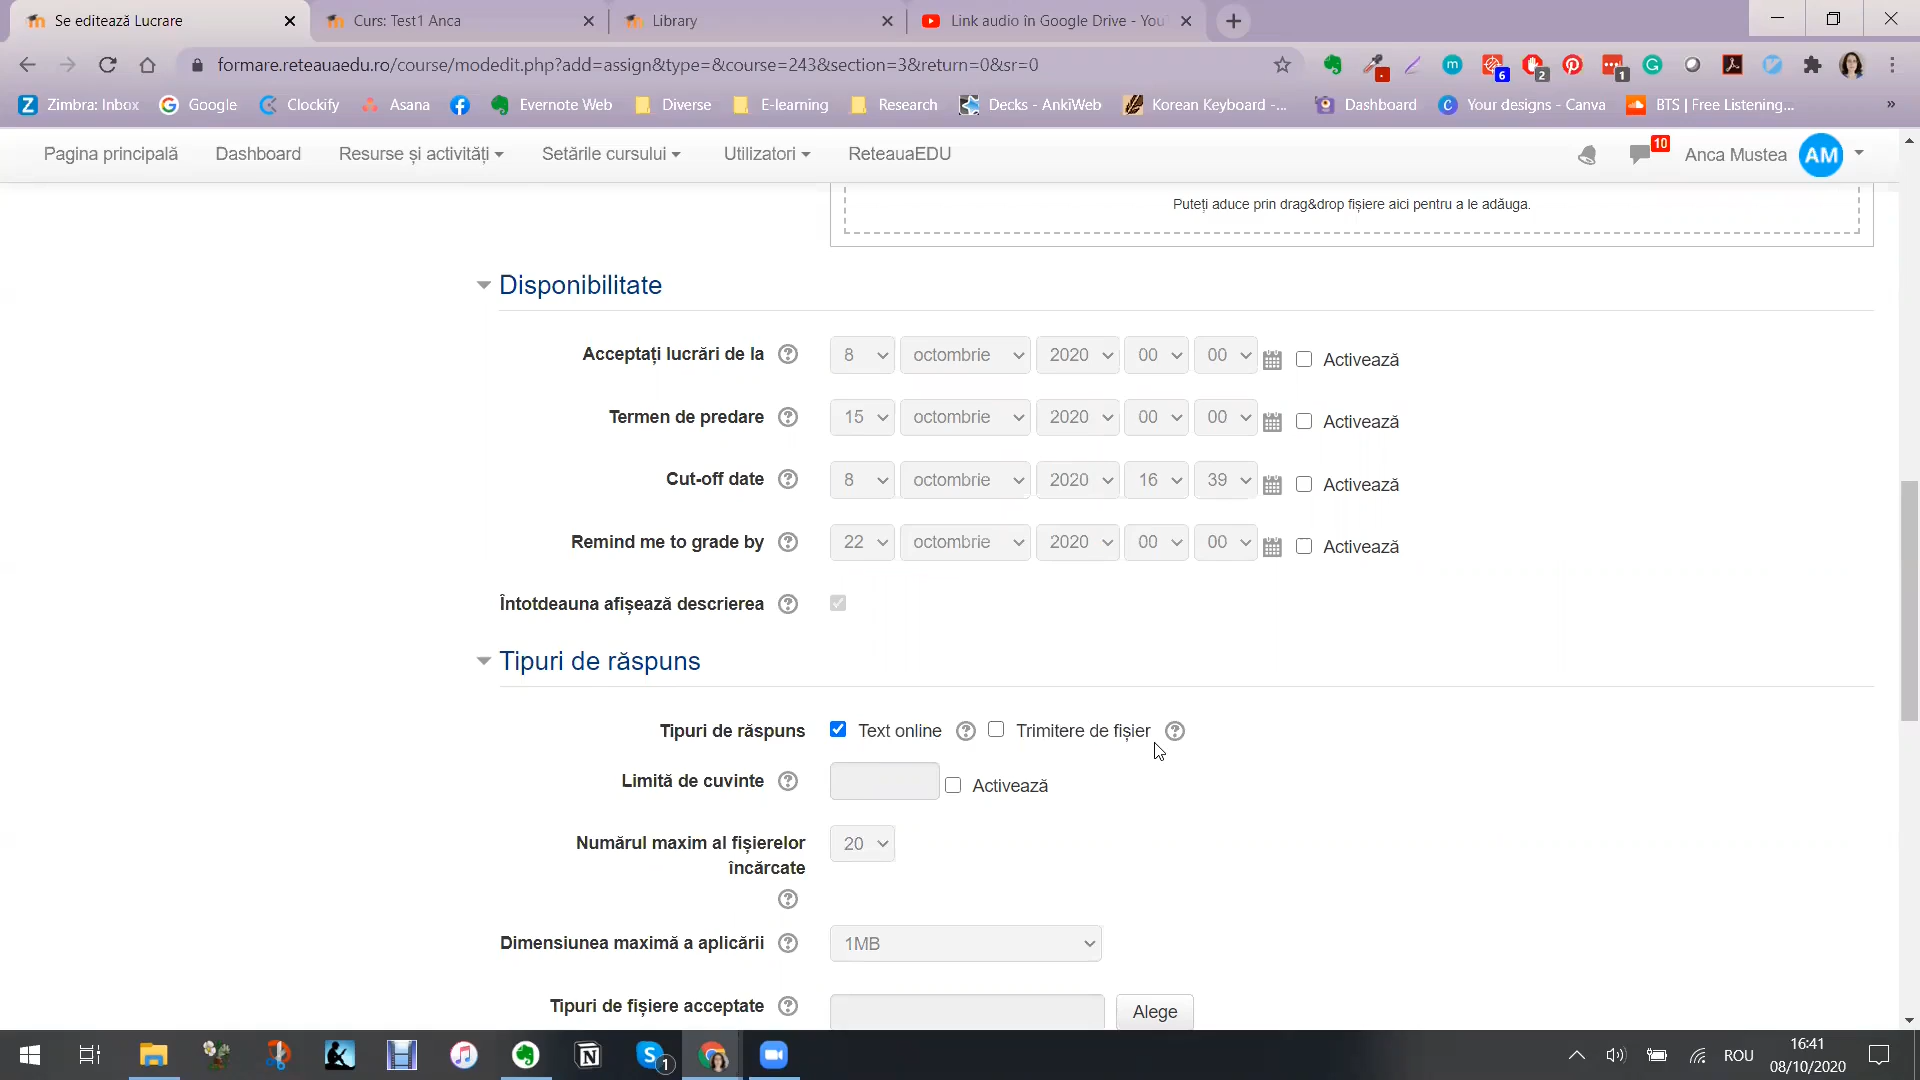 Se editează Lucrare
Curs: Test1 Anca
Library
Link audio în Google Drive - You
formare.reteauaedu.ro/course/modedit.php?add=assign&type=&course=243&section=3&return=0&sr=0
6
2
1
Zimbra: Inbox
Google
Clockify
Asana
Evernote Web
Diverse
E-learning
Research
Decks - AnkiWeb
Korean Keyboard -...
Dashboard
Your designs - Canva
BTS | Free Listening...
»
Pagina principală
Dashboard
Resurse și activități
Setările cursului
Utilizatori
ReteauaEDU
10
Anca Mustea
AM
Puteți aduce prin drag&drop fișiere aici pentru a le adăuga.
Disponibilitate
Acceptați lucrări de la
8 octombrie 2020 00 00 Activează
Termen de predare
15 octombrie 2020 00 00 Activează
Cut-off date
8 octombrie 2020 16 39 Activează
Remind me to grade by
22 octombrie 2020 00 00 Activează
Întotdeauna afișează descrierea
Tipuri de răspuns
Tipuri de răspuns
Text online Trimitere de fișier
Limită de cuvinte
Activează
Numărul maxim al fișierelor
încărcate
20
Dimensiunea maximă a aplicării
1MB
Tipuri de fișiere acceptate
Alege
1
ROU
16:41
08/10/2020